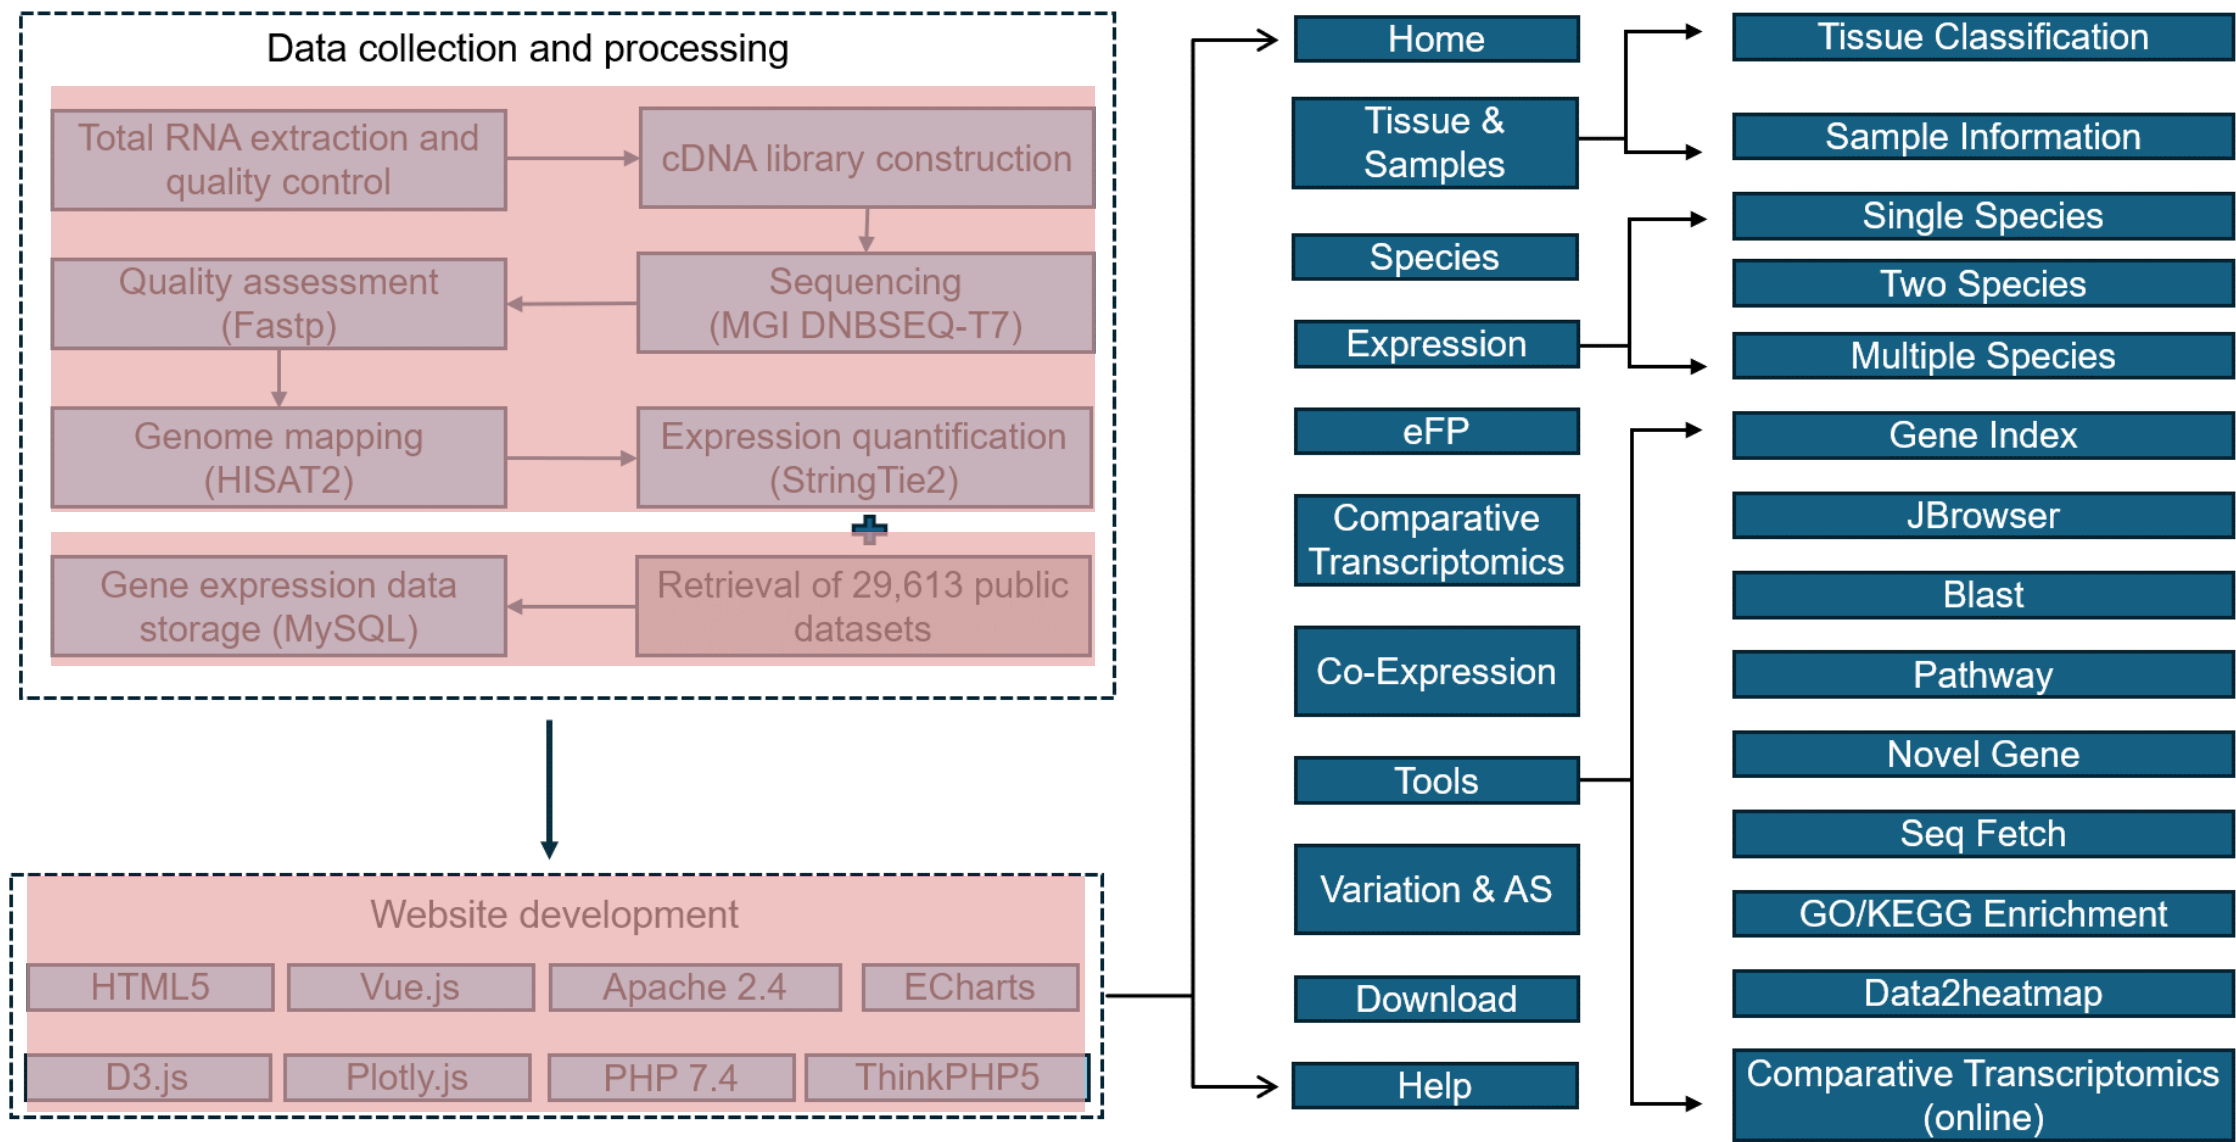 Data collection and processing
Total RNA extraction and
quality control
cDNA library construction
Quality assessment
(Fastp)
Sequencing
(MGI DNBSEQ-T7)
Genome mapping
(HISAT2)
Expression quantification
(StringTie2)
Gene expression data
storage (MySQL)
Retrieval of 29,613 public
datasets
Website development
HTML5
Vue.js
Apache 2.4
ECharts
D3.js
Plotly.js
PHP 7.4
ThinkPHP5
Home
Tissue &
Samples
Species
Expression
eFP
Comparative
Transcriptomics
Co-Expression
Tools
Variation & AS
Download
Help
Tissue Classification
Sample Information
Single Species
Two Species
Multiple Species
Gene Index
JBrowser
Blast
Pathway
Novel Gene
Seq Fetch
GO/KEGG Enrichment
Data2heatmap
Comparative Transcriptomics
(online)